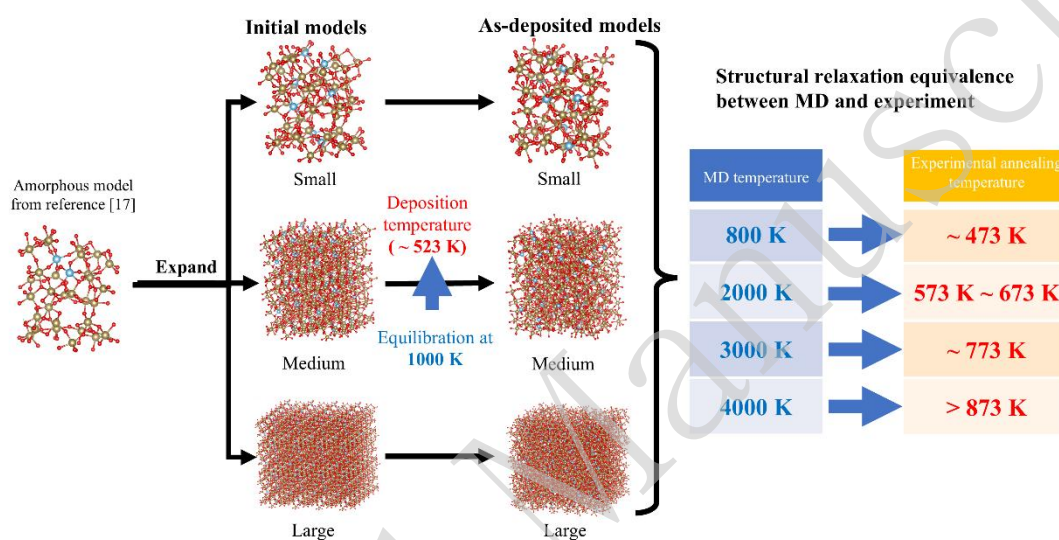 Initial models
As-deposited models
Small
Small
Structural relaxation equivalence
between MD and experiment
Amorphous model
from reference [17]
Expand
Deposition
temperature
(~ 523 K)
Equilibration at
1000 K
Medium
Medium
Large
Large
MD temperature
Experimental annealing
temperature
800 K
~ 473 K
2000 K
573 K ~ 673 K
3000 K
~ 773 K
4000 K
> 873 K
Manusc